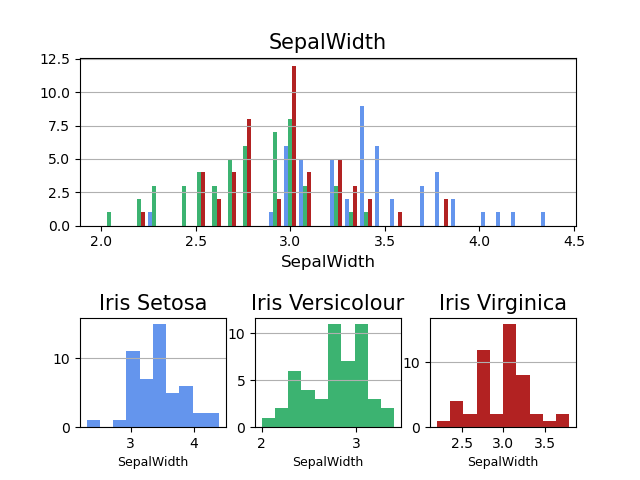 SepalWidth
12.5
10.0
7.5
5.0
2.5
0.0
2.0 2.5 3.0 3.5 4.0 4.5
SepalWidth
Iris Setosa Iris Versicolour Iris Virginica
10 10 10
5
0 0 0
3 4 2 3 2.5 3.0 3.5
SepalWidth SepalWidth SepalWidth